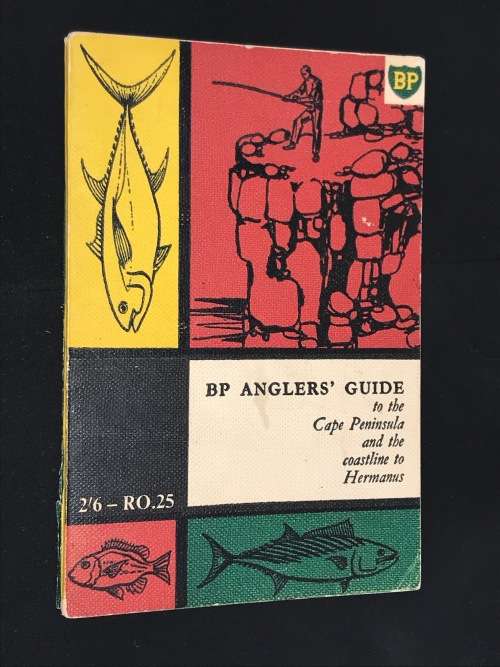 BP
BP ANGLERS' GUIDE
to the
Cape Peninsula
and the
coastline to
Hermanus
2/6 – RO.25